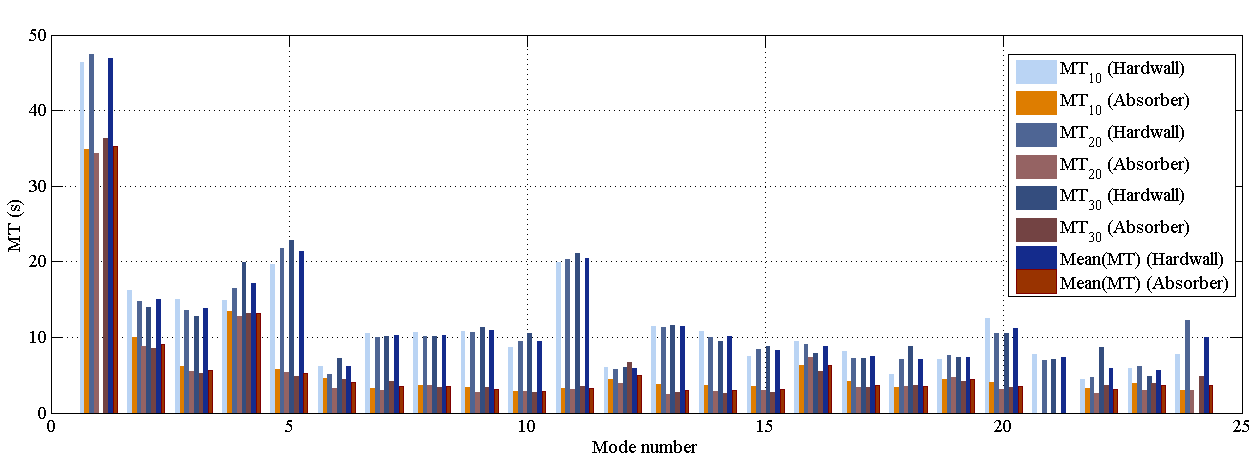 50
40
30
20
10
0
MT (s)
0
5
10
15
20
25
Mode number
MT10 (Hardwall)
MT10 (Absorber)
MT20 (Hardwall)
MT20 (Absorber)
MT30 (Hardwall)
MT30 (Absorber)
Mean(MT) (Hardwall)
Mean(MT) (Absorber)